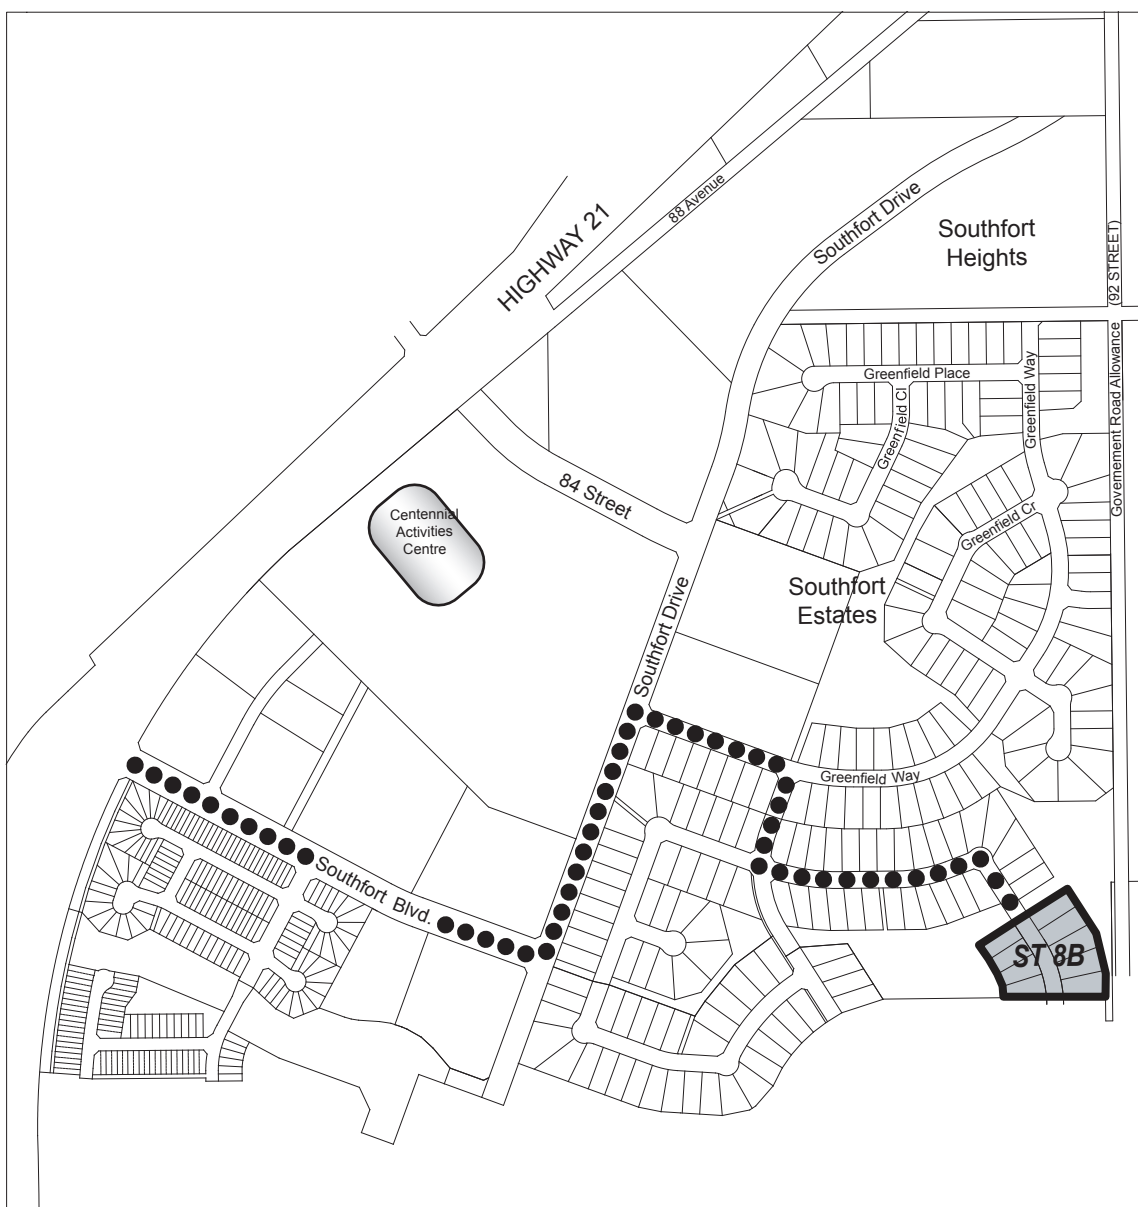 HIGHWAY 21
88 Avenue
Southfort Drive
Southfort
Heights
(92 STREET)
Governement Road Allowance
Greenfield Place
Greenfield Way
Greenfield Cl
Greenfield Cr
84 Street
Centennial
Activities
Centre
Southfort
Estates
Southfort Drive
Greenfield Way
Southfort Blvd.
ST 8B